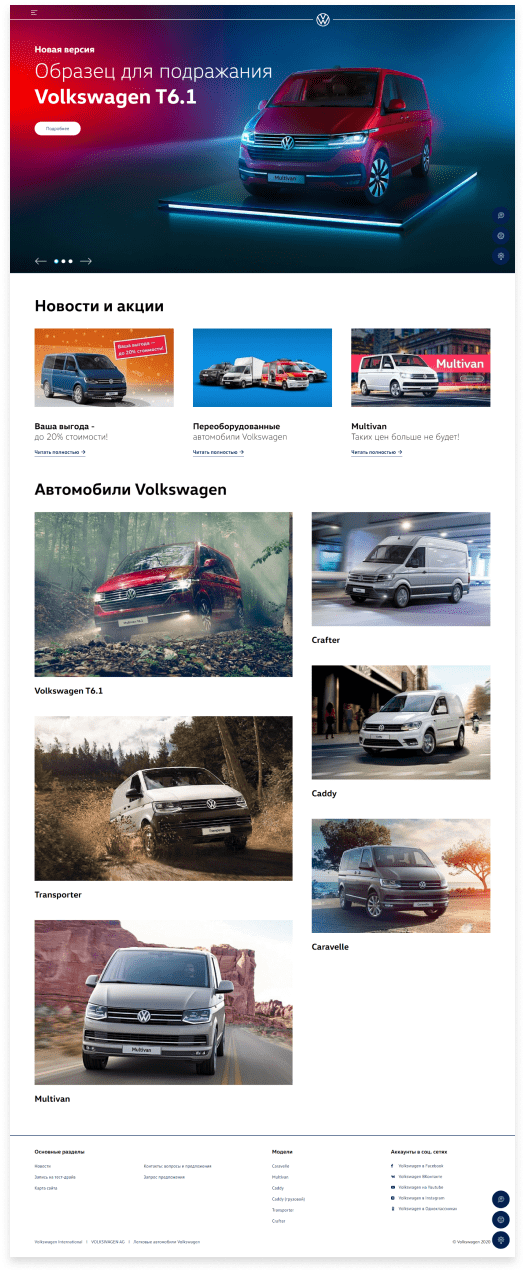 Новая версия
Образец для подражания
Volkswagen T6.1
Подробнее
Multivan
Новости и акции
Ваша выгода —
до 20% стоимости!
Multivan
Ваша выгода -
до 20% стоимости!
Читать полностью →
Переоборудованные
автомобили Volkswagen
Читать полностью →
Multivan
Таких цен больше не будет!
Читать полностью →
Автомобили Volkswagen
Volkswagen T6.1
Crafter
Caddy
Transporter
Transporter
Caravelle
Caravelle
Multivan
Multivan
Основные разделы
Новости
Запись на тест-драйв
Карта сайта
Контакты, вопросы и предложения
Запрос предложения
Модели
Caravelle
Multivan
Caddy
Caddy (грузовой)
Transporter
Crafter
Аккаунты в соц. сетях
Volkswagen в Facebook
Volkswagen ВКонтакте
Volkswagen на Youtube
Volkswagen в Instagram
Volkswagen в Одноклассниках
Volkswagen International | VOLKSWAGEN AG | Легковые автомобили Volkswagen
© Volkswagen 2020